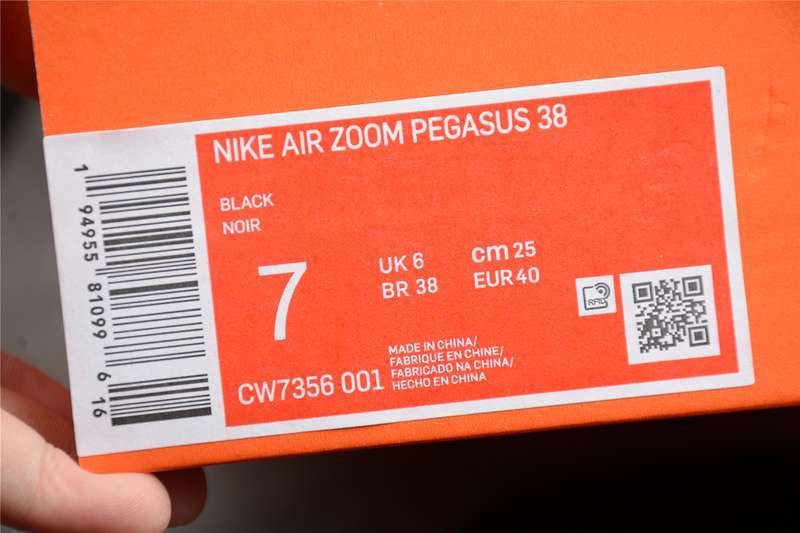 NIKE AIR ZOOM PEGASUS 38
BLACK
NOIR
7
UK 6
BR 38
cm 25
EUR 40
RFID
CW7356 001
MADE IN CHINA/
FABRIQUE EN CHINE/
FABRICADO NA CHINA/
HECHO EN CHINA
1 94955 81099 6 16